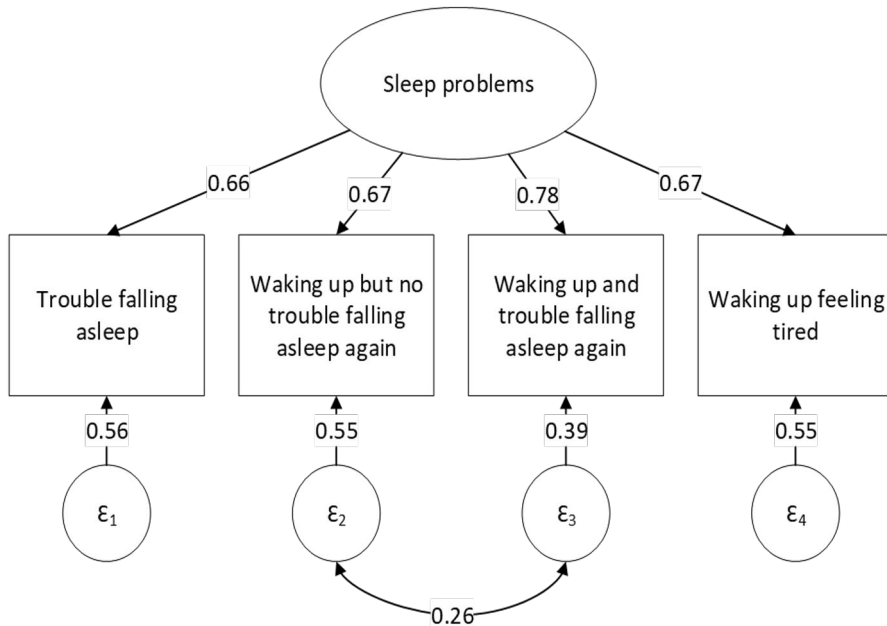 Sleep problems
0.66
0.67
0.78
0.67
Trouble falling
asleep
Waking up but no
trouble falling
asleep again
Waking up and
trouble falling
asleep again
Waking up feeling
tired
0.56
0.55
0.39
0.55
ε₁
ε₂
ε₃
ε₄
0.26